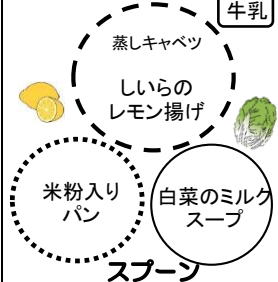 牛乳
蒸しキャベツ
しいらの
レモン揚げ
米粉入り
パン
白菜のミルク
スープ
スプーン